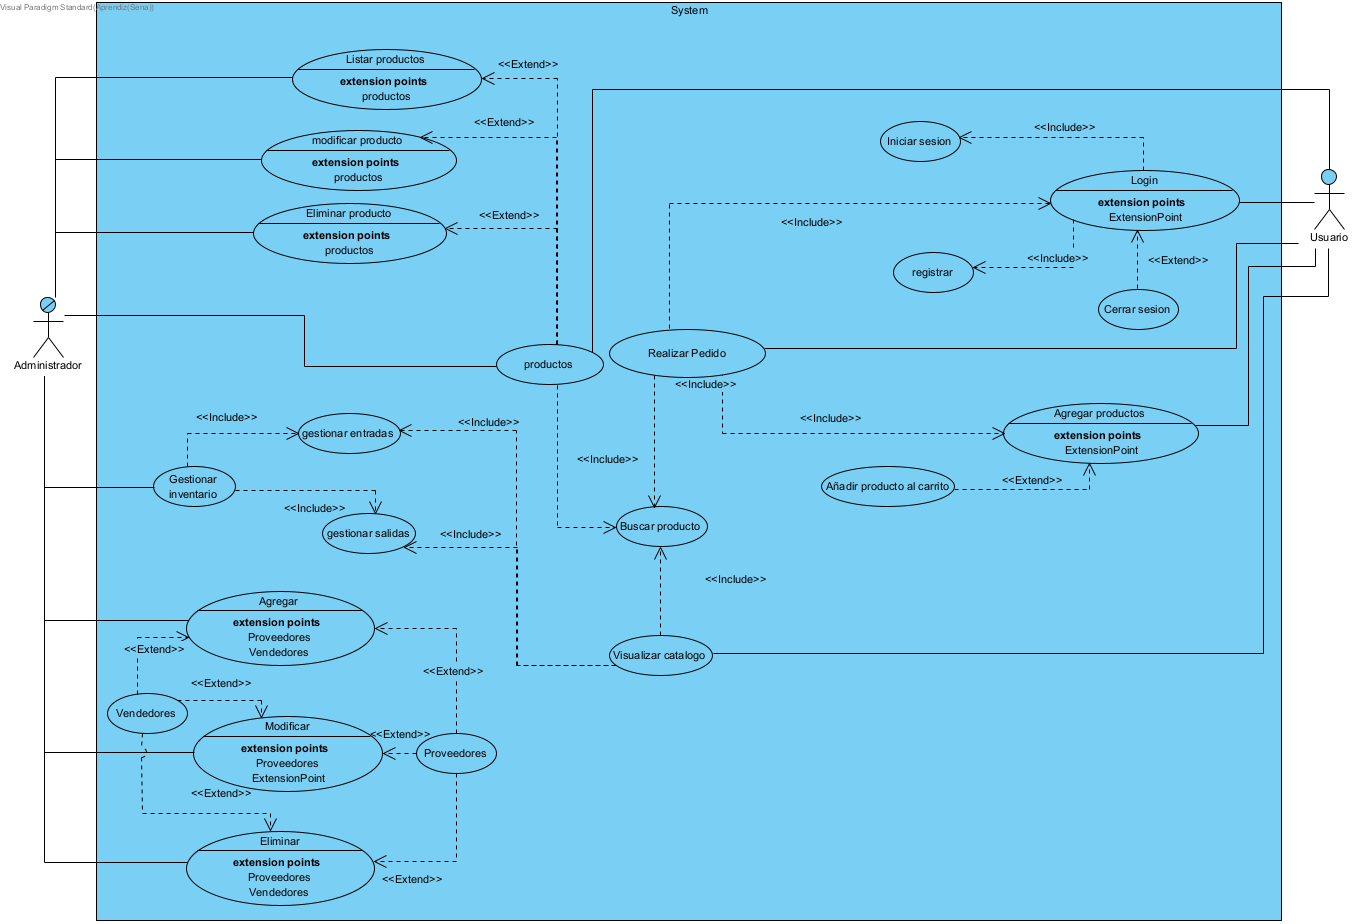 Visual Paradigm Standard(Aprendiz(Sena))
System
Listar productos
extension points
productos
<<Extend>>
modificar producto
extension points
productos
<<Extend>>
Eliminar producto
extension points
productos
<<Extend>>
Iniciar sesion
<<Include>>
Login
extension points
ExtensionPoint
<<Include>>
Usuario
registrar
<<Include>>
<<Extend>>
Cerrar sesion
Administrador
productos
Realizar Pedido
<<Include>>
<<Include>>
gestionar entradas
<<Include>>
<<Include>>
Agregar productos
extension points
ExtensionPoint
Gestionar
inventario
<<Include>>
<<Include>>
Añadir producto al carrito
<<Extend>>
gestionar salidas
<<Include>>
Buscar producto
<<Include>>
Agregar
extension points
Proveedores
Vendedores
<<Extend>>
Visualizar catalogo
<<Extend>>
<<Extend>>
Vendedores
Modificar
extension points
Proveedores
ExtensionPoint
<<Extend>>
Proveedores
<<Extend>>
Eliminar
extension points
Proveedores
Vendedores
<<Extend>>